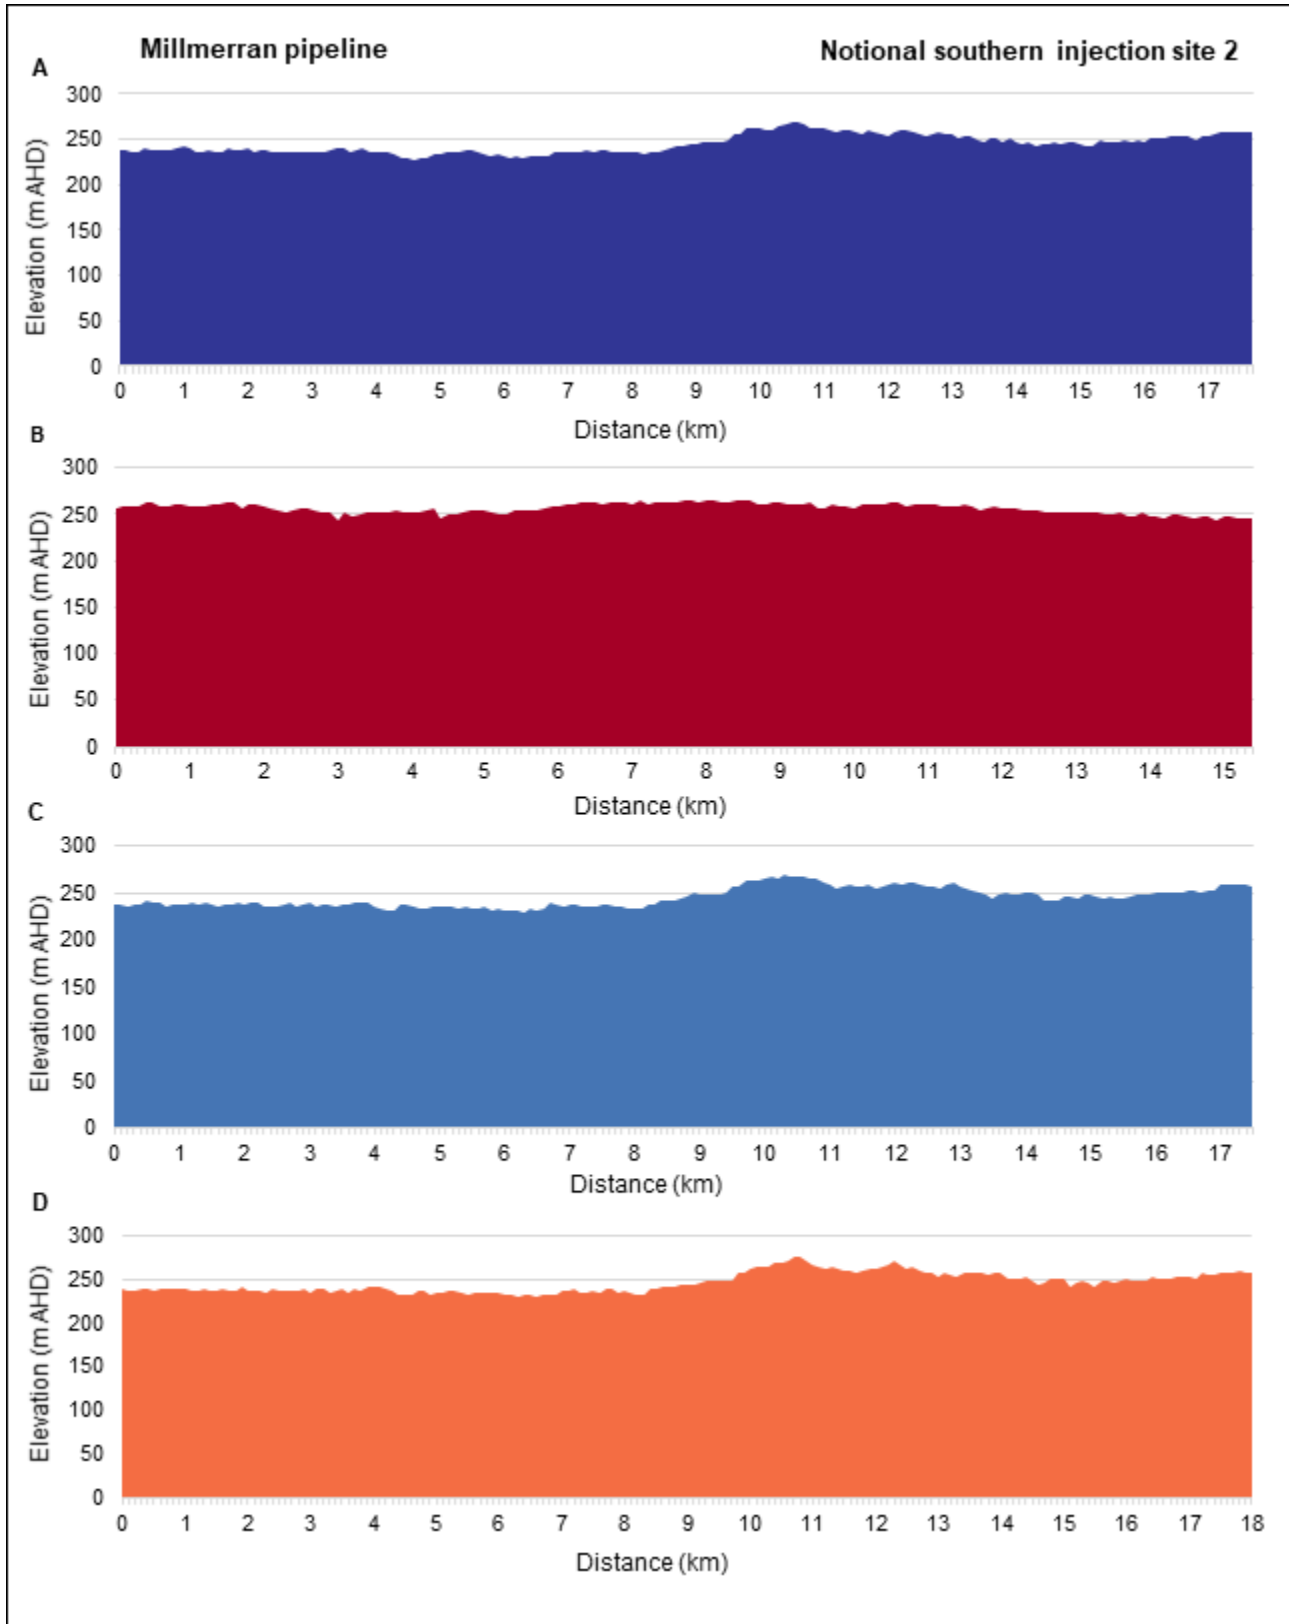 Millmerran pipeline Notional southern injection site 2
A
300
250
200
150
100
50
0
Elevation (m AHD)
0 1 2 3 4 5 6 7 8 9 10 11 12 13 14 15 16 17
Distance (km)
B
300
250
200
150
100
50
0
Elevation (m AHD)
0 1 2 3 4 5 6 7 8 9 10 11 12 13 14 15
Distance (km)
C
300
250
200
150
100
50
0
Elevation (m AHD)
0 1 2 3 4 5 6 7 8 9 10 11 12 13 14 15 16 17
Distance (km)
D
300
250
200
150
100
50
0
Elevation (m AHD)
0 1 2 3 4 5 6 7 8 9 10 11 12 13 14 15 16 17 18
Distance (km)